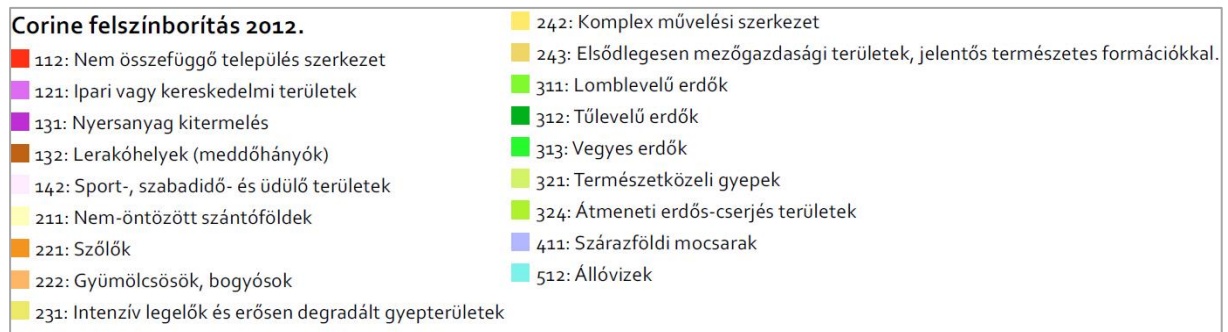 Corine felszínborítás 2012.
112: Nem összefüggő település szerkezet
121: Ipari vagy kereskedelmi területek
131: Nyersanyag kitermelés
132: Lerakóhelyek (meddőhányók)
142: Sport-, szabadidő- és üdülő területek
211: Nem-öntözött szántóföldek
221: Szőlők
222: Gyümölcsösök, bogyósok
231: Intenzív legelők és erősen degradált gyepterületek
242: Komplex művelési szerkezet
243: Elsődlegesen mezőgazdasági területek, jelentős természetes formációkkal.
311: Lomblevelű erdők
312: Tűlevelű erdők
313: Vegyes erdők
321: Természetközeli gyepek
324: Átmeneti erdős-cserjés területek
411: Szárazföldi mocsarak
512: Állóvizek